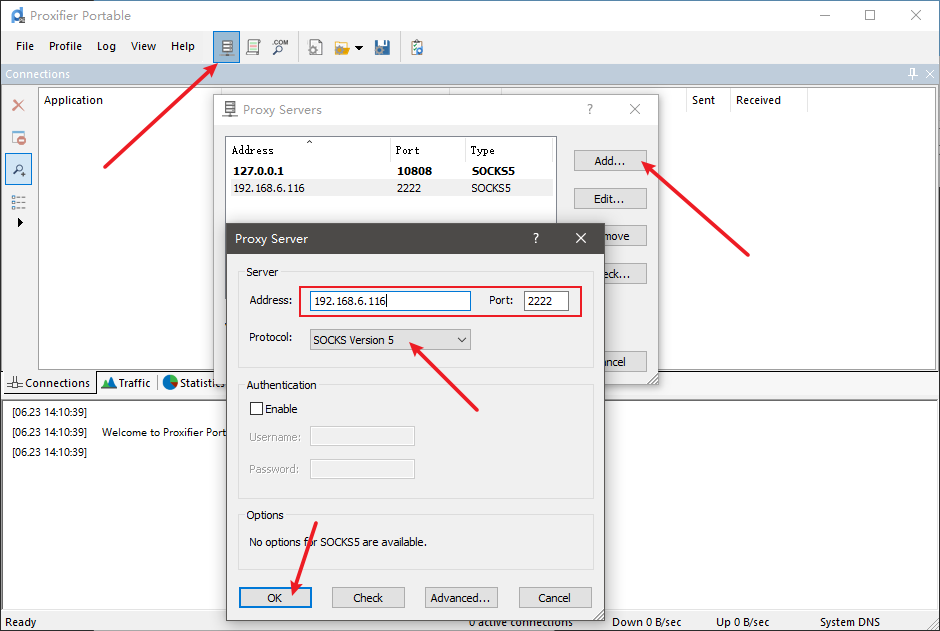 Proxifier Portable
File Profile Log View Help
.COM
Connections
Application Sent Received
Proxy Servers ?
Address Port Type
127.0.0.1 10808 SOCKS5
192.168.6.116 2222 SOCKS5
Add...
Edit...
move
eck...
ncel
Proxy Server ?
Server
Address: 192.168.6.116 Port: 2222
Protocol: SOCKS Version 5
Authentication
Enable
Username:
Password:
Options
No options for SOCKS5 are available.
OK Check Advanced... Cancel
Connections Traffic Statistics
[06.23 14:10:39]
[06.23 14:10:39] Welcome to Proxifier Port
[06.23 14:10:39]
Ready 0 active connections Down 0 B/sec Up 0 B/sec System DNS